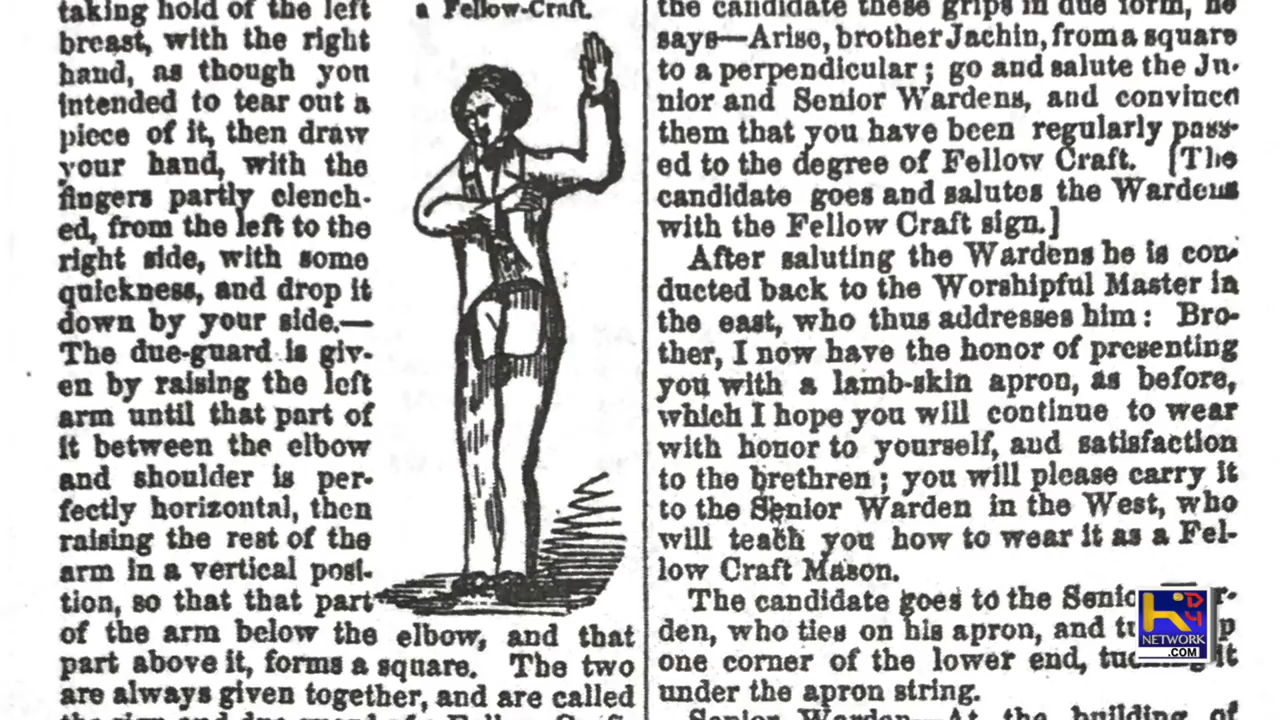 taking hold of the left
breast, with the right
hand, as though you
intended to tear out a
piece of it, then draw
your hand, with the
fingers partly clench-
ed, from the left to the
right side, with some
quickness, and drop it
down by your side.—
The due-guard is giv-
en by raising the left
arm until that part of
it between the elbow
and shoulder is per-
fectly horizontal, then
raising the rest of the
arm in a vertical posi-
tion, so that that part
of the arm below the elbow, and that
part above it, forms a square. The two
are always given together, and are called
a Fellow-Craft.
the candidate these grips in due form, he
says—Arise, brother Jachin, from a square
to a perpendicular; go and salute the Ju-
nior and Senior Wardens, and convince
them that you have been regularly pass-
ed to the degree of Fellow Craft. [The
candidate goes and salutes the Wardens
with the Fellow Craft sign.]
After saluting the Wardens he is con-
ducted back to the Worshipful Master in
the east, who thus addresses him: Bro-
ther, I now have the honor of presenting
you with a lamb-skin apron, as before,
which I hope you will continue to wear
with honor to yourself, and satisfaction
to the brethren; you will please carry it
to the Senior Warden in the West, who
will teach you how to wear it as a Fel-
low Craft Mason.
The candidate goes to the
den, who ties on his apron, and
one corner of the lower end, it
under the apron string.
Senior Warden—At the building of
NETWORK
.COM